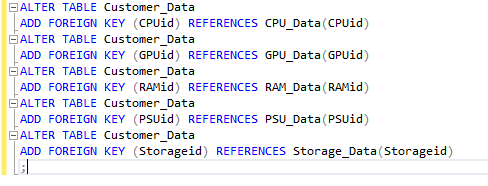 ALTER TABLE Customer_Data
ADD FOREIGN KEY (CPUid) REFERENCES CPU_Data(CPUid)
ALTER TABLE Customer_Data
ADD FOREIGN KEY (GPUid) REFERENCES GPU_Data(GPUid)
ALTER TABLE Customer_Data
ADD FOREIGN KEY (RAMid) REFERENCES RAM_Data(RAMid)
ALTER TABLE Customer_Data
ADD FOREIGN KEY (PSUid) REFERENCES PSU_Data(PSUid)
ALTER TABLE Customer_Data
ADD FOREIGN KEY (Storageid) REFERENCES Storage_Data(Storageid)
;